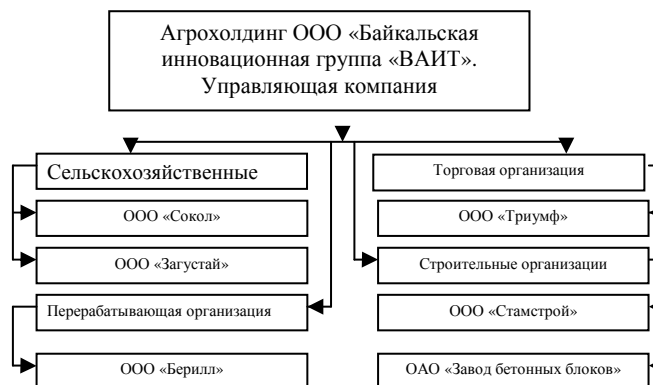 Агрохолдинг ООО «Байкальская
инновационная группа «ВАИТ».
Управляющая компания
Сельскохозяйственные
ООО «Сокол»
ООО «Загустай»
Перерабатывающая организация
ООО «Берилл»
Торговая организация
ООО «Триумф»
Строительные организации
ООО «Стамстрой»
ОАО «Завод бетонных блоков»